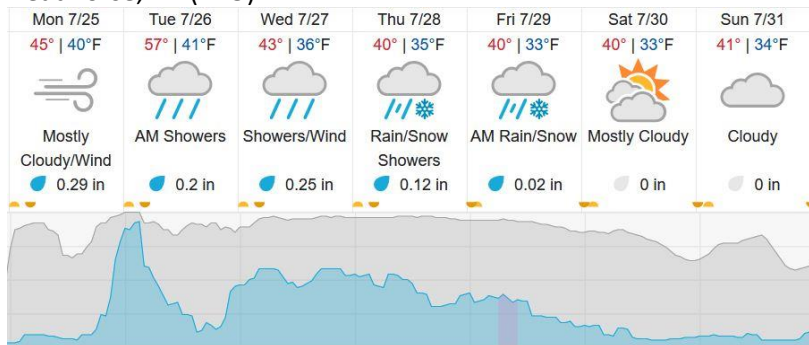 Mon 7/25 Tue 7/26 Wed 7/27 Thu 7/28 Fri 7/29 Sat 7/30 Sun 7/31
45° | 40°F 57° | 41°F 43° | 36°F 40° | 35°F 40° | 33°F 40° | 33°F 41° | 34°F
Mostly Cloudy/Wind
AM Showers
Showers/Wind
Rain/Snow Showers
AM Rain/Snow
Mostly Cloudy
Cloudy
0.29 in 0.2 in 0.25 in 0.12 in 0.02 in 0 in 0 in